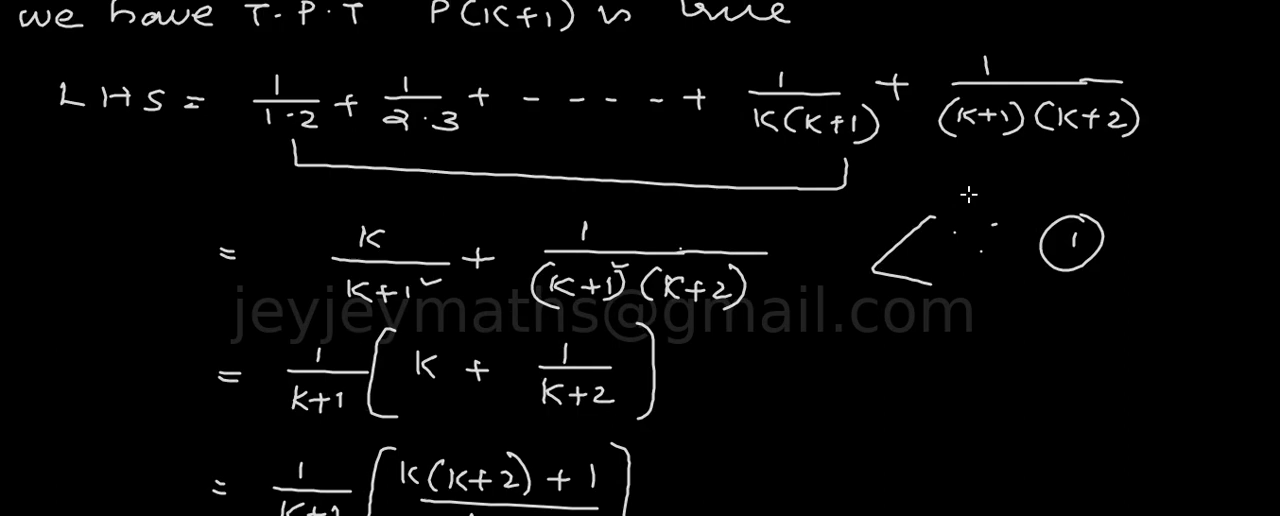 we have T.P.T P(K+1) is true
LHS = 1/(1·2) + 1/(2·3) + - - - - - + 1/(K(K+1)) + 1/((K+1)(K+2))
= K/(K+1) + 1/((K+1)(K+2)) < ∵ ①
jeyjeymaths@gmail.com
= 1/(K+1) [ K + 1/(K+2) ]
= 1/(K+1) [ K(K+2) + 1